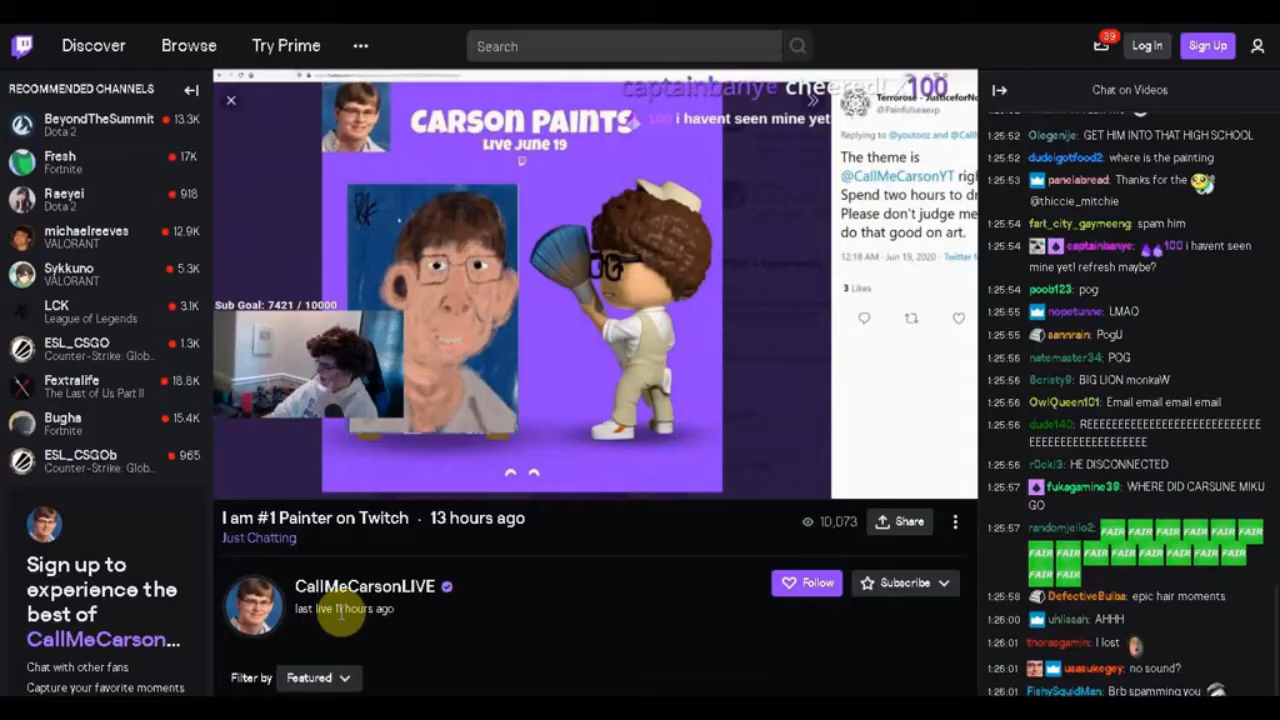 Discover
Browse
Try Prime
Search
39
Log In
Sign Up
RECOMMENDED CHANNELS
BeyondTheSummit
13.3K
Dota 2
Fresh
17K
Fortnite
Raeyei
918
Dota 2
michaelreeves
12.9K
VALORANT
Sykkuno
5.3K
VALORANT
LCK
3.1K
League of Legends
ESL_CSGO
1.3K
Counter-Strike: Glob...
Fextralife
18.8K
The Last of Us Part II
Bugha
15.4K
Fortnite
ESL_CSGOb
965
Counter-Strike: Glob...
Sign up to
experience the
best of
CallMeCarson...
Chat with other fans
Capture your favorite moments
captainbanye cheered! x100
100 i havent seen mine yet
CARSON PAINTS
Live June 19
Sub Goal: 7421 / 10000
Terrorose - JusticeforNo
@Painfulseaexp
Replying to @youtooz and @CallM
The theme is
@CallMeCarsonYT righ
Spend two hours to dr
Please don't judge me
do that good on art.
12:18 AM · Jun 19, 2020 · Twitter f
3 Likes
I am #1 Painter on Twitch · 13 hours ago
Just Chatting
10,073
Share
CallMeCarsonLIVE
last live 11 hours ago
Follow
Subscribe
Filter by
Featured
Chat on Videos
1:25:52 Olegenije: GET HIM INTO THAT HIGH SCHOOL
1:25:52 dudeigotfood2: where is the painting
1:25:53 panelabread: Thanks for the
@thiccie_mitchie
1:25:54 fart_city_gaymeeng: spam him
1:25:54 captainbanye: 100 i havent seen
mine yet! refresh maybe?
1:25:54 poob123: pog
1:25:55 nopetunne: LMAO
1:25:55 aannrain: PogU
1:25:55 natemaster34: POG
1:25:56 6cristy9: BIG LION monkaW
1:25:56 OwlQueen101: Email email email email
1:25:56 dude140: REEEEEEEEEEEEEEEEEEEEEEEEE
EEEEEEEEEEEEEEEEEE
1:25:56 r0ckl3: HE DISCONNECTED
1:25:57 fukagamine39: WHERE DID CARSUNE MIKU
GO
1:25:57 randomjello2: FAIR FAIR FAIR FAIR FAIR FAIR
FAIR FAIR FAIR FAIR FAIR FAIR FAIR FAIR
FAIR FAIR
1:25:58 DefectiveBulba: epic hair moments
1:26:00 uhliaaah: AHHH
1:26:01 thorasgamin: I lost
1:26:01 uaasukegey: no sound?
1:26:01 FishySquidMan: Brb spamming you